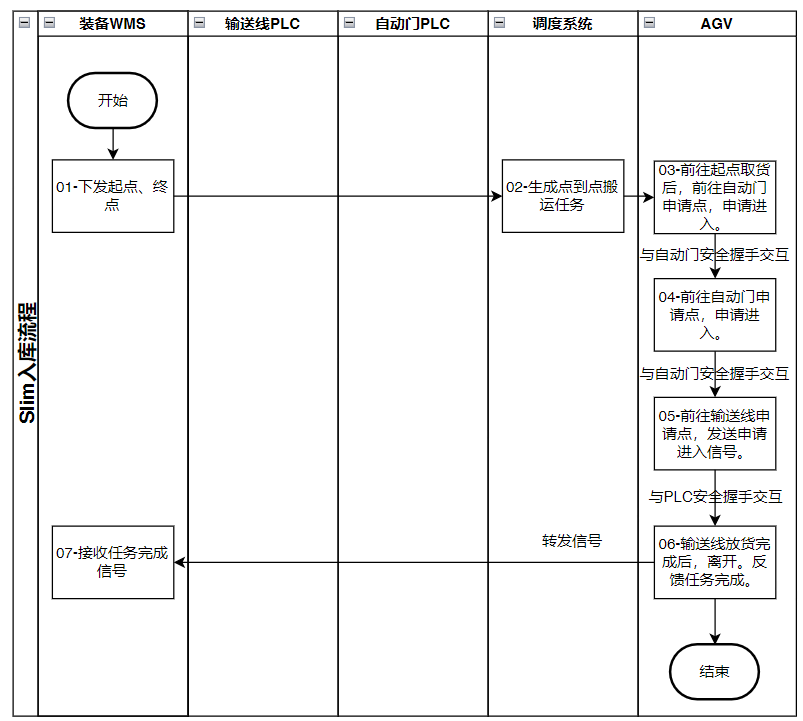 装备WMS
输送线PLC
自动门PLC
调度系统
AGV
Slim入库流程
开始
01-下发起点、终
点
02-生成点到点搬
运任务
03-前往起点取货
后，前往自动门
申请点，申请进
入。
与自动门安全握手交互
04-前往自动门申
请点，申请进
入。
与自动门安全握手交互
05-前往输送线申
请点，发送申请
进入信号。
与PLC安全握手交互
06-输送线放货完
成后，离开。反
馈任务完成。
转发信号
07-接收任务完成
信号
结束